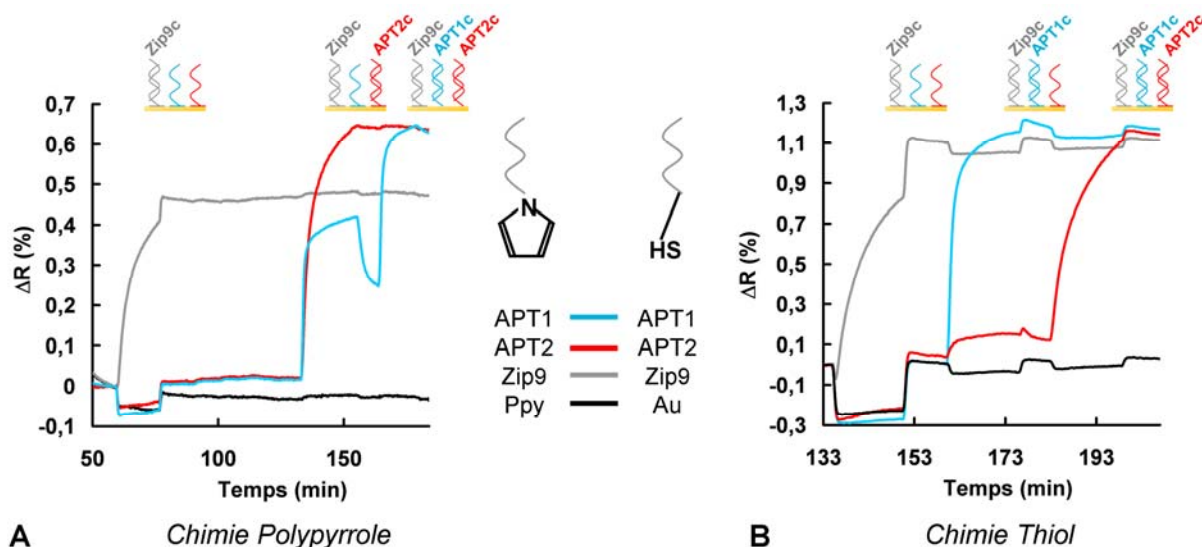 Zip9c
Zip9c APT2c
Zip9c APT1c APT2c
0,7
0,6
0,5
0,4
0,3
0,2
0,1
0
-0,1
ΔR (%)
50 100 150
Temps (min)
A Chimie Polypyrrole
N
HS
APT1 APT1
APT2 APT2
Zip9 Zip9
Ppy Au
Zip9c
Zip9c APT1c
Zip9c APT1c APT2c
1,3
1,1
0,9
0,7
0,5
0,3
0,1
-0,1
-0,3
ΔR (%)
133 153 173 193
Temps (min)
B Chimie Thiol